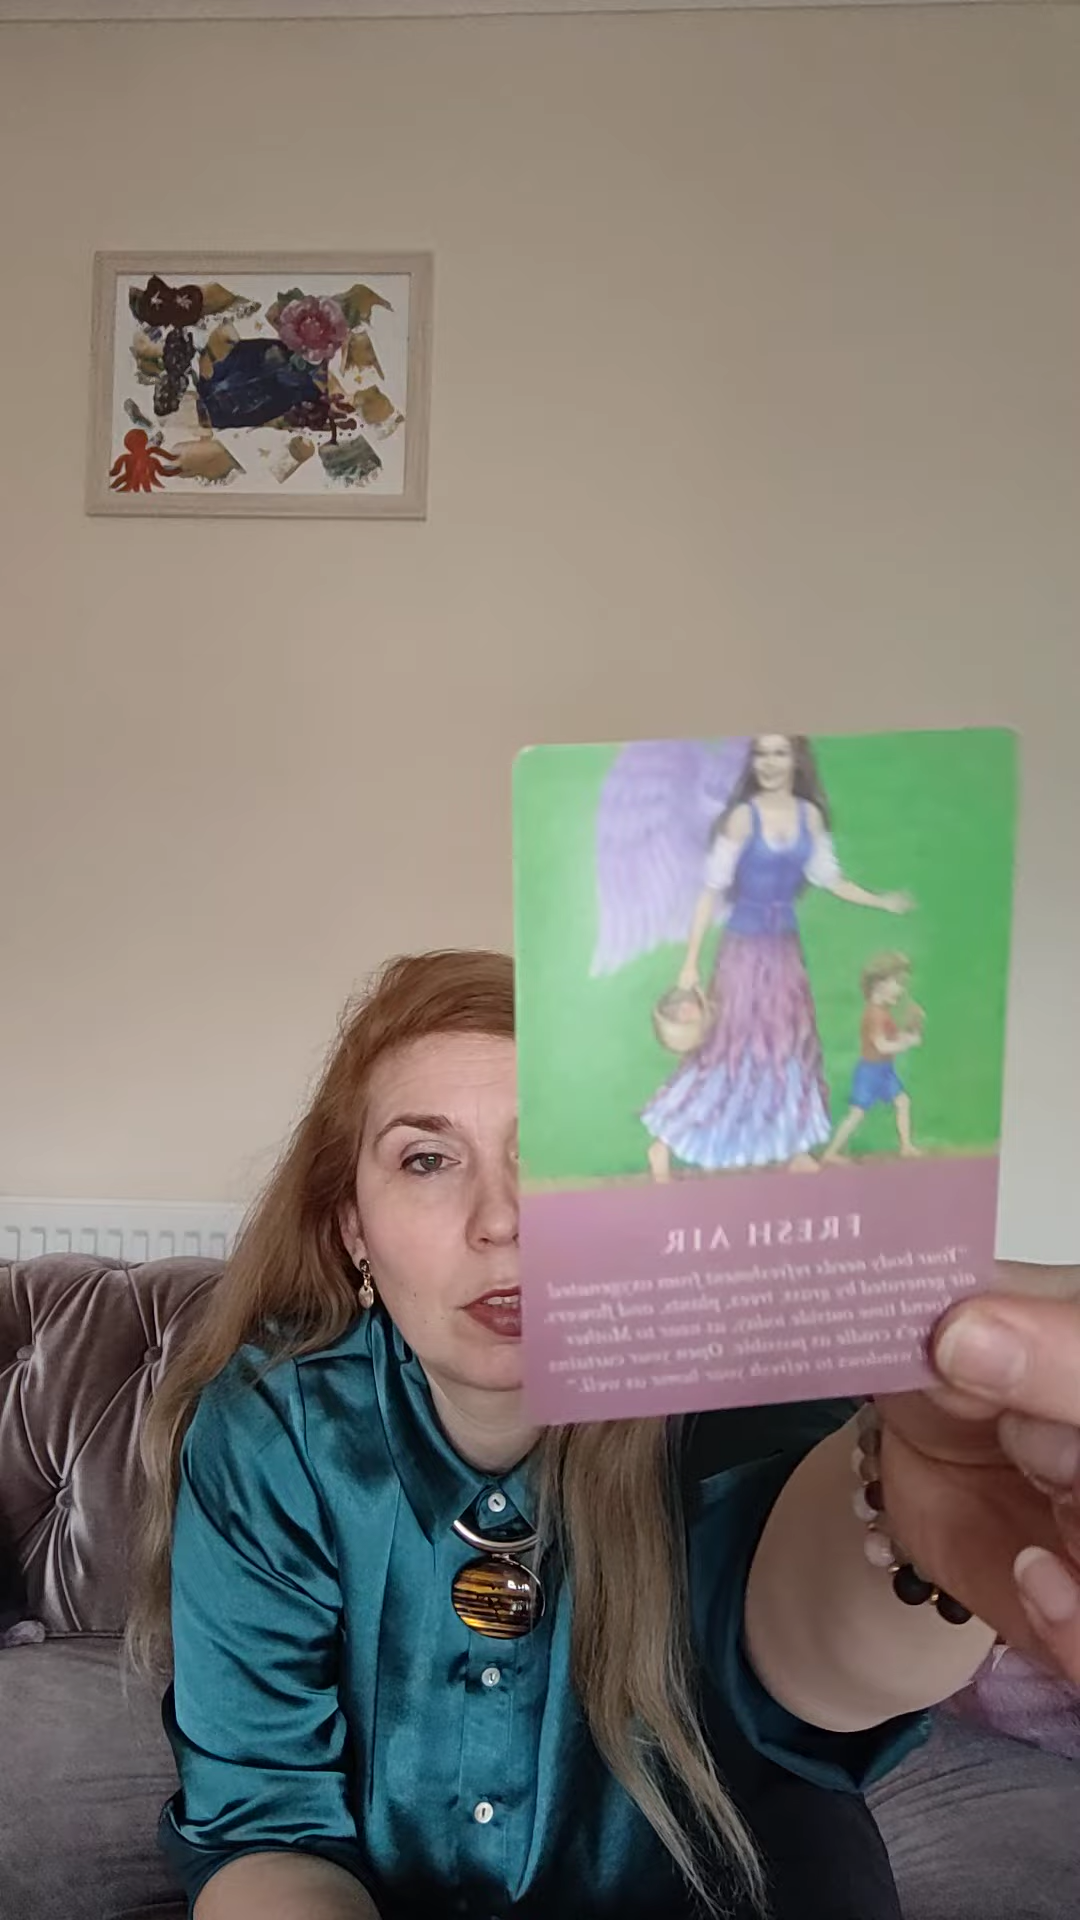 FRESH AIR
"Your body needs refreshment from oxygenated
air generated by grass, trees, plants, and flowers.
Spend time outside today, as near to Mother
cradle as possible. Open your curtains
windows to refresh your home as well."